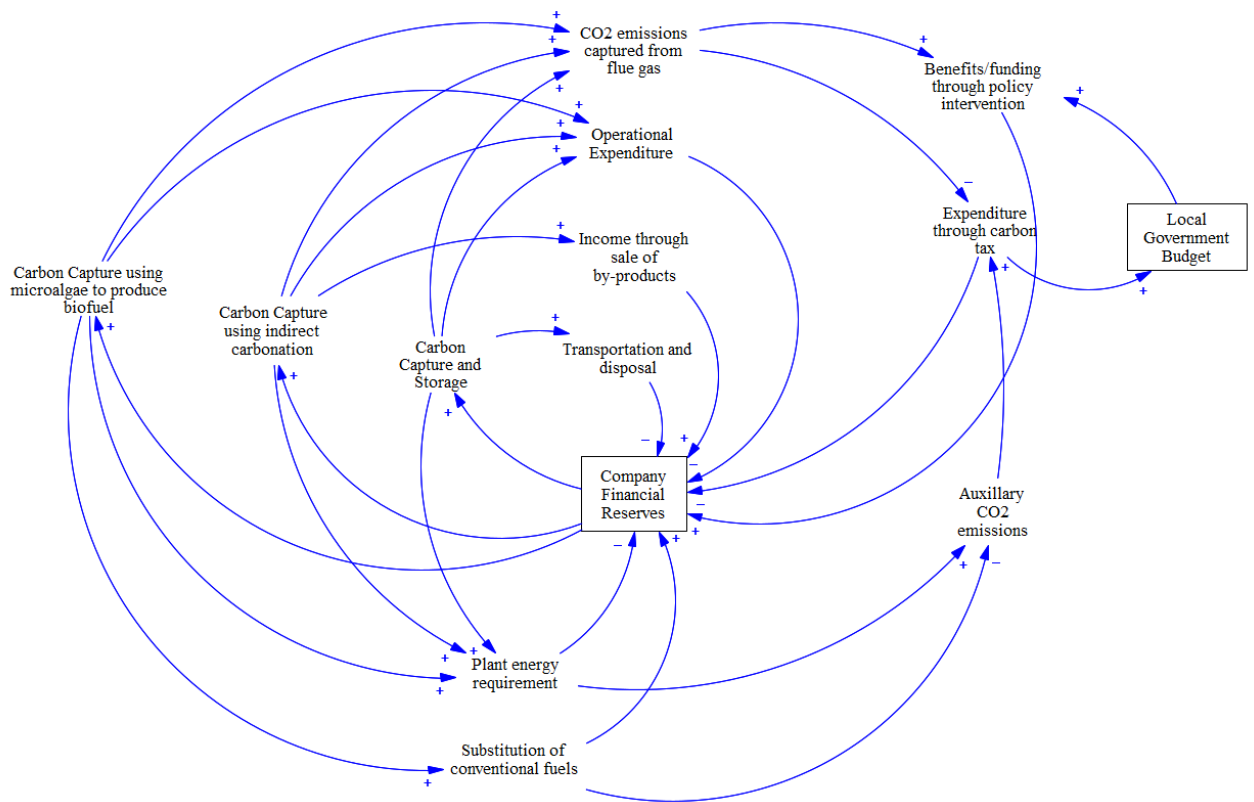 CO2 emissions
captured from
flue gas
Benefits/funding
through policy
intervention
Operational
Expenditure
Expenditure
through carbon
tax
Local
Government
Budget
Income through
sale of
by-products
Carbon Capture using
microalgae to produce
biofuel
Carbon Capture
using indirect
carbonation
Carbon
Capture and
Storage
Transportation and
disposal
Company
Financial
Reserves
Auxillary
CO2
emissions
Plant energy
requirement
Substitution of
conventional fuels